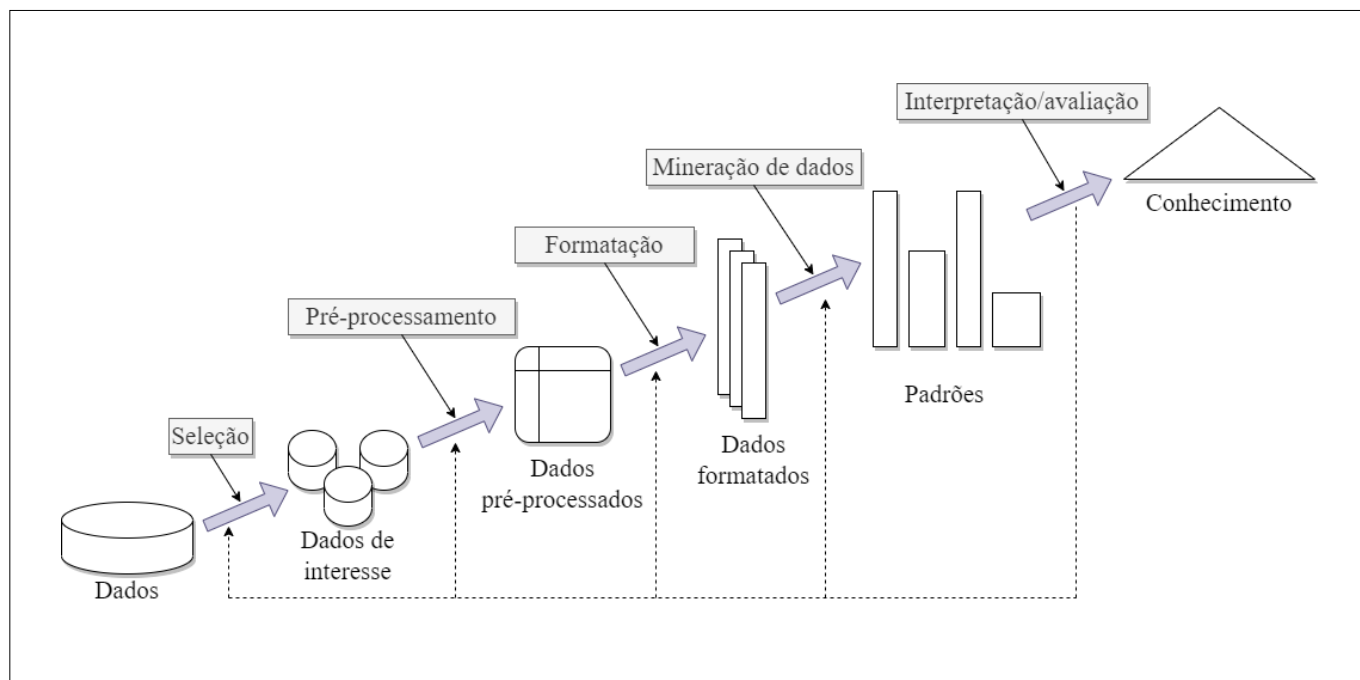 Interpretação/avaliação
Mineração de dados
Conhecimento
Formatação
Pré-processamento
Padrões
Seleção
Dados
formatados
Dados
pré-processados
Dados de
interesse
Dados